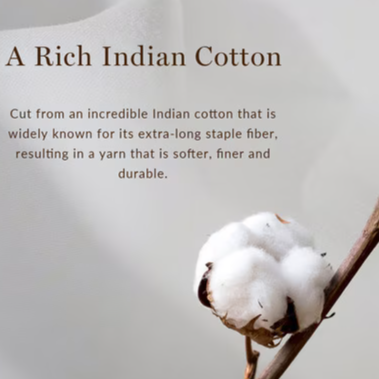 A Rich Indian Cotton
Cut from an incredible Indian cotton that is
widely known for its extra-long staple fiber,
resulting in a yarn that is softer, finer and
durable.